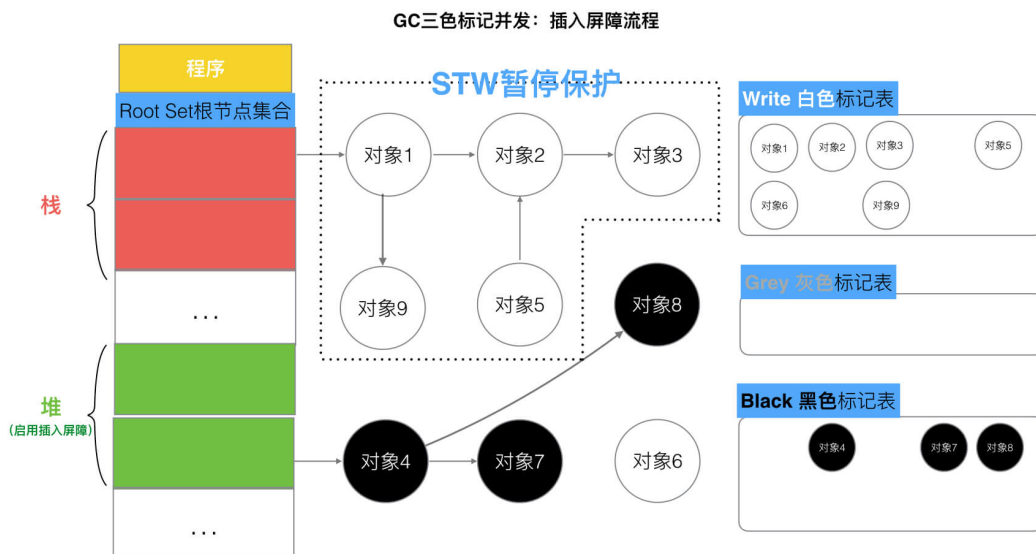 GC三色标记并发：插入屏障流程
程序
Root Set根节点集合
栈
...
堆
（启用插入屏障）
...
STW暂停保护
对象1
对象2
对象3
对象9
对象5
对象8
对象4
对象7
对象6
Write 白色标记表
对象1
对象2
对象3
对象5
对象6
对象9
Grey 灰色标记表
Black 黑色标记表
对象4
对象7
对象8